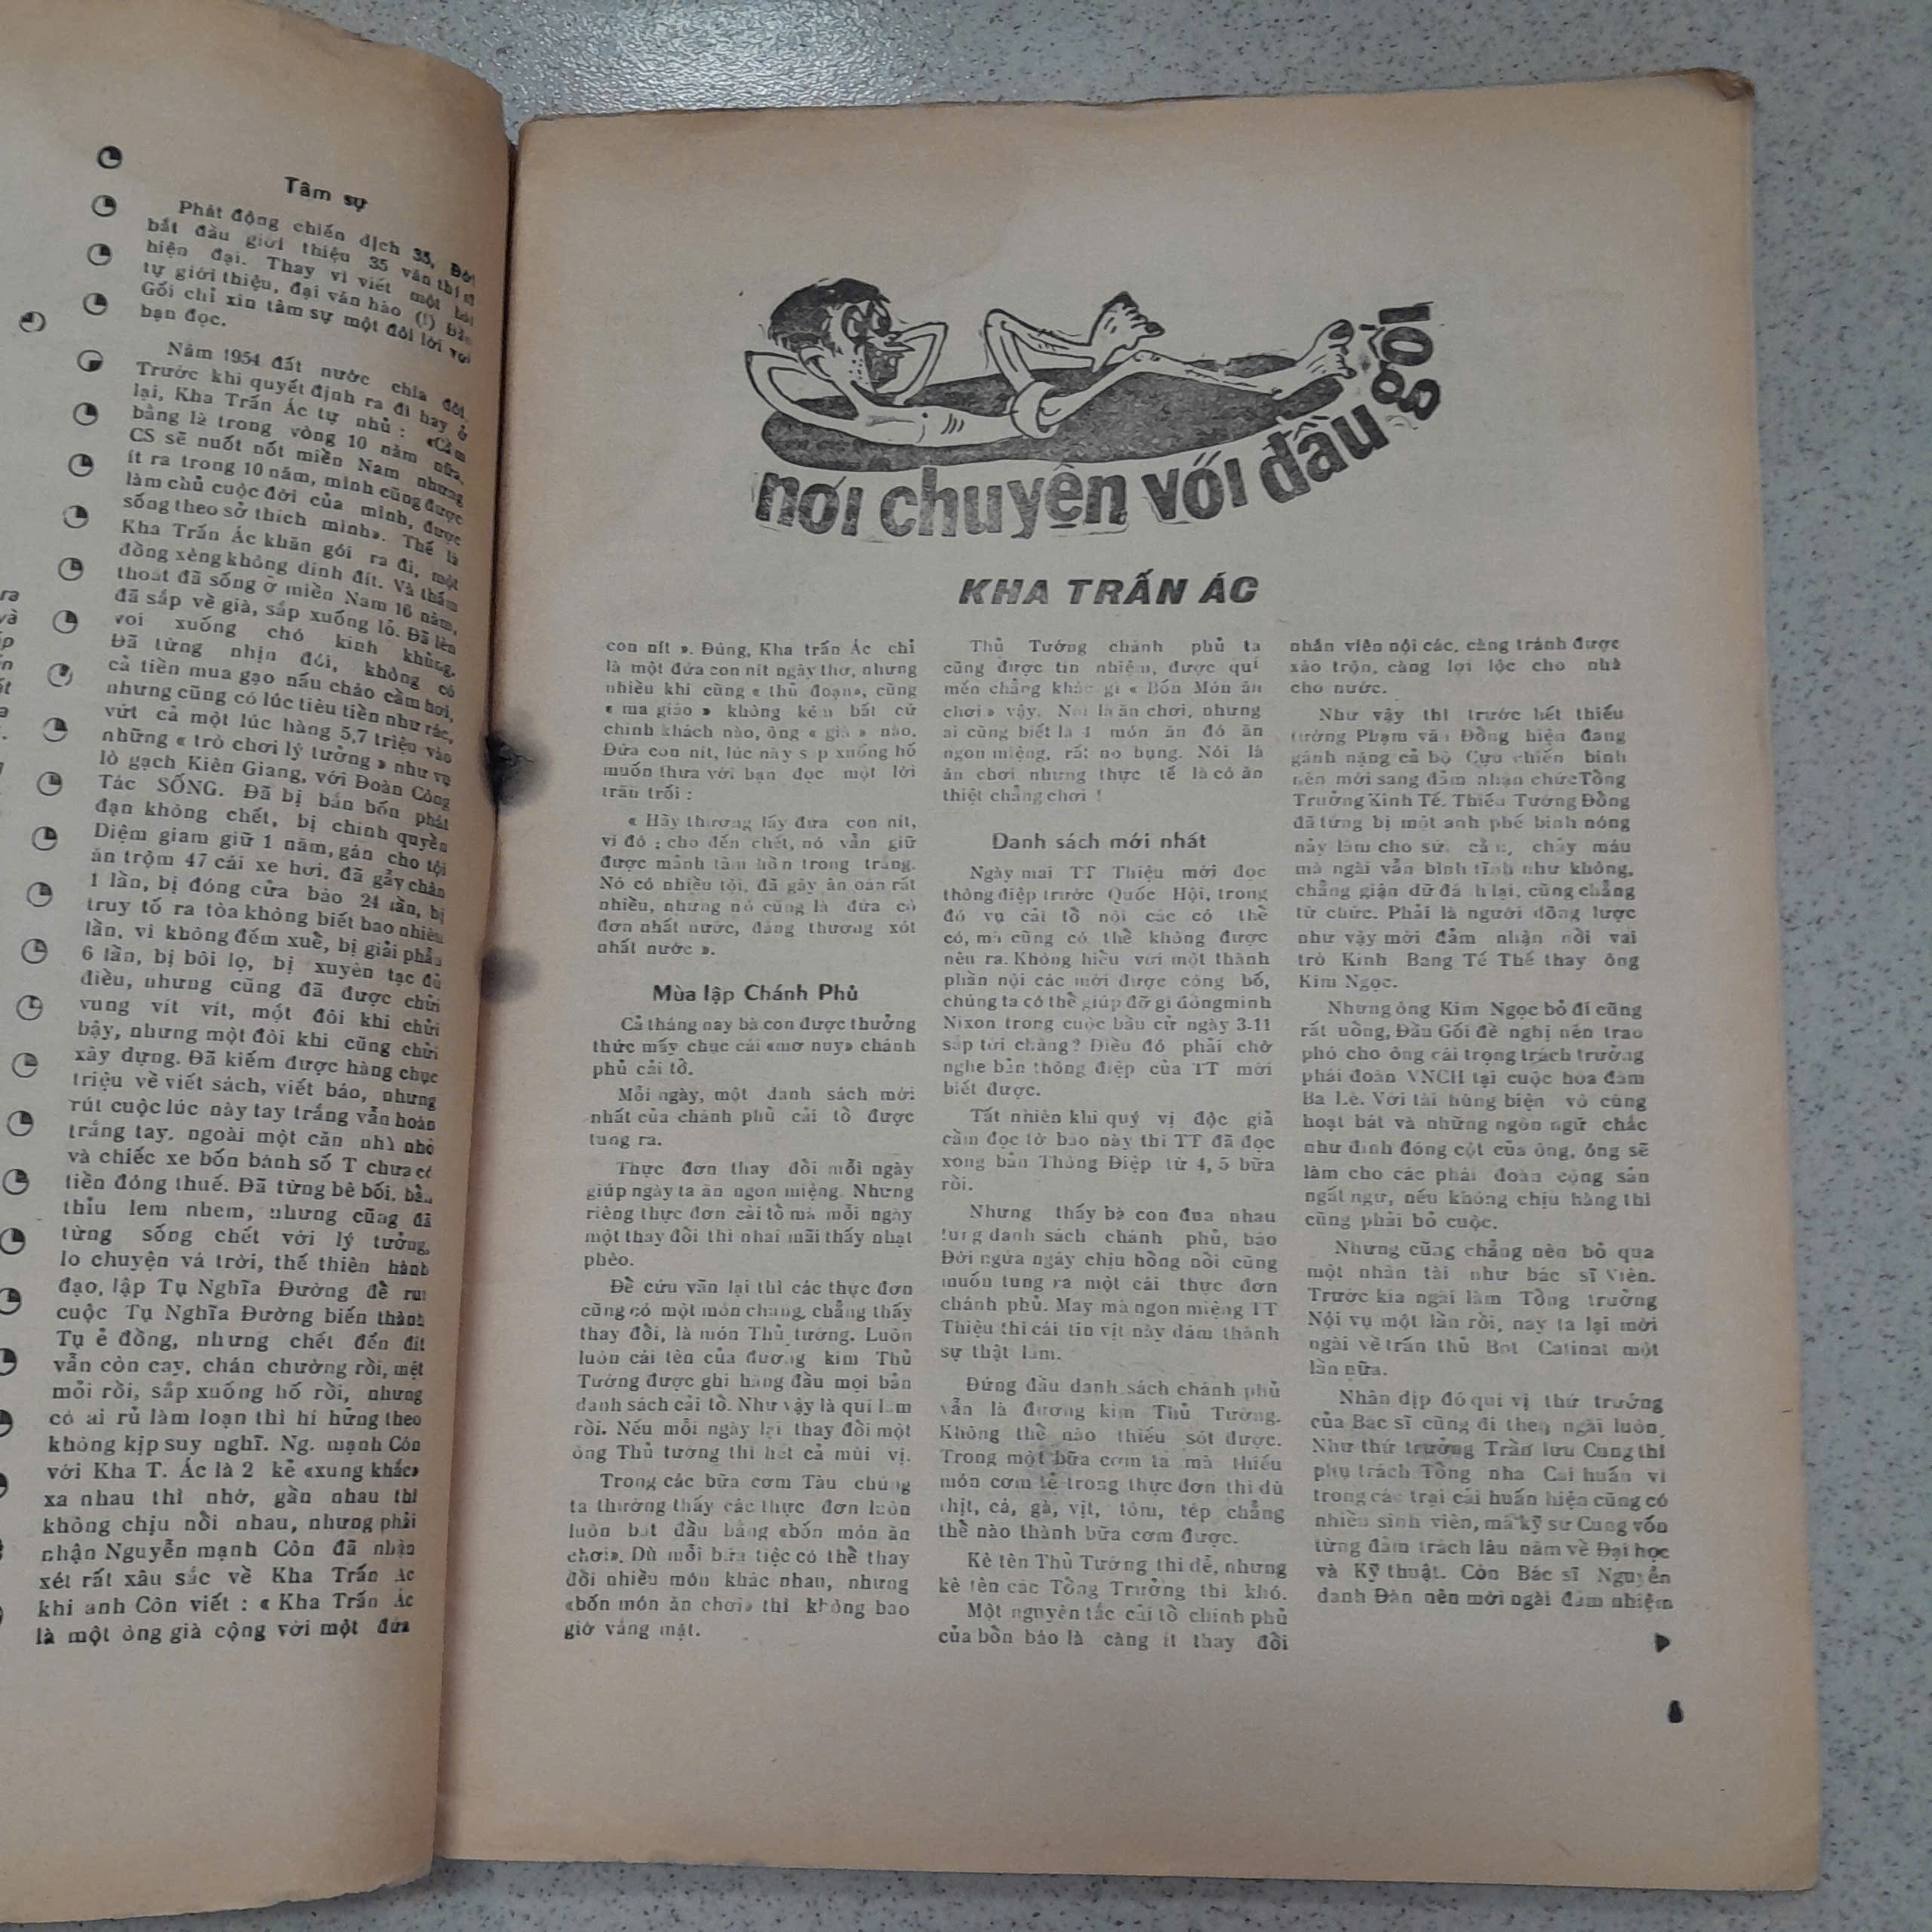 Tâm sự
Phát động chiến dịch 35, Đời
bắt đầu giới thiệu 35 văn thi sĩ
hiện đại. Thay vì viết một bài
tự giới thiệu, đại văn hào (!) Đầu
Gối chỉ xin tâm sự một đôi lời với
bạn đọc.
Năm 1954 đất nước chia đôi.
Trước khi quyết định ra đi hay ở
lại, Kha Trấn Ác tự nhủ : «Cầm
bằng là trong vòng 10 năm nữa,
CS sẽ nuốt nốt miền Nam nhưng
ít ra trong 10 năm, mình cũng được
làm chủ cuộc đời của mình, được
sống theo sở thích mình». Thế là
Kha Trấn Ác khăn gói ra đi, một
đồng xèng không dính đít. Và thấm
thoát đã sống ở miền Nam 16 năm,
đã sắp về già, sắp xuống lỗ. Đã lên
voi xuống chó kinh khủng.
Đã từng nhịn đói, không có
cả tiền mua gạo nấu cháo cầm hơi,
nhưng cũng có lúc tiêu tiền như rác,
vứt cả một lúc hàng 5,7 triệu vào
những « trò chơi lý tưởng » như vụ
lò gạch Kiên Giang, với Đoàn Công
Tác SỐNG. Đã bị bắn bốn phát
đạn không chết, bị chính quyền
Diệm giam giữ 1 năm, gán cho tội
ăn trộm 47 cái xe hơi, đã gẫy chân
1 lần, bị đóng cửa báo 24 lần, bị
truy tố ra tòa không biết bao nhiêu
lần, vì không đếm xuể, bị giải phẫu
6 lần, bị bôi lọ, bị xuyên tạc đủ
điều, nhưng cũng đã được chửi
vung vít vít, một đôi khi chửi
bậy, nhưng một đôi khi cũng chửi
xây dựng. Đã kiếm được hàng chục
triệu về viết sách, viết báo, nhưng
rút cuộc lúc này tay trắng vẫn hoàn
trắng tay, ngoài một căn nhà nhỏ
và chiếc xe bốn bánh số T chưa có
tiền đóng thuế. Đã từng bê bối, bần
thỉu lem nhem, nhưng cũng đã
từng sống chết với lý tưởng,
lo chuyện vá trời, thế thiên hành
đạo, lập Tụ Nghĩa Đường để rút
cuộc Tụ Nghĩa Đường biến thành
Tụ ẻ đồng, nhưng chết đến đít
vẫn còn cay, chán chường rồi, mệt
mỏi rồi, sắp xuống hố rồi, nhưng
có ai rủ làm loạn thì hí hửng theo
không kịp suy nghĩ. Ng. mạnh Côn
với Kha T. Ác là 2 kẻ «xung khắc»
xa nhau thì nhớ, gần nhau thì
không chịu nổi nhau, nhưng phải
nhận Nguyễn mạnh Côn đã nhận
xét rất xâu sắc về Kha Trấn Ác
khi anh Côn viết : « Kha Trấn Ác
là một ông già cộng với một đứa
nói chuyện với đầu gối
KHA TRẤN ÁC
con nít ». Đúng, Kha trấn Ác chỉ
là một đứa con nít ngây thơ, nhưng
nhiều khi cũng « thủ đoạn», cũng
« ma giáo » không kém bất cứ
chính khách nào, ông « già » nào.
Đứa con nít, lúc này sắp xuống hố
muốn thưa với bạn đọc một lời
trăn trối :
« Hãy thương lấy đứa con nít,
vì đó : cho đến chết, nó vẫn giữ
được mảnh tâm hồn trong trắng.
Nó có nhiều tội, đã gây ân oán rất
nhiều, nhưng nó cũng là đứa cô
đơn nhất nước, đáng thương xót
nhất nước ».
Mùa lập Chánh Phủ
Cả tháng nay bà con được thưởng
thức mấy chục cái «mơ nuy» chánh
phủ cải tổ.
Mỗi ngày, một danh sách mới
nhất của chánh phủ cải tổ được
tung ra.
Thực đơn thay đổi mỗi ngày
giúp ngày ta ăn ngon miệng. Nhưng
riêng thực đơn cải tổ mà mỗi ngày
một thay đổi thì nhai mãi thấy nhạt
phèo.
Để cứu vãn lại thì các thực đơn
cũng có một món chung, chẳng thấy
thay đổi, là món Thủ tướng. Luôn
luôn cái tên của đương kim Thủ
Tướng được ghi hàng đầu mọi bản
danh sách cải tổ. Như vậy là quí lắm
rồi. Nếu mỗi ngày lại thay đổi một
ông Thủ tướng thì hết cả mùi vị.
Trong các bữa cơm Tàu chúng
ta thường thấy các thực đơn luôn
luôn bắt đầu bằng «bốn món ăn
chơi». Dù mỗi bữa tiệc có thể thay
đổi nhiều món khác nhau, nhưng
«bốn món ăn chơi» thì không bao
giờ vắng mặt.
Thủ Tướng chánh phủ ta
cũng được tín nhiệm, được quí
mến chẳng khác gì « Bốn Món ăn
chơi » vậy. Nói là ăn chơi, nhưng
ai cũng biết là 4 món ăn đó ăn
ngon miệng, rất no bụng. Nói là
ăn chơi nhưng thực tế là có ăn
thiệt chẳng chơi !
Danh sách mới nhất
Ngày mai TT Thiệu mới đọc
thông điệp trước Quốc Hội, trong
đó vụ cải tổ nội các có thể
có, mà cũng có thể không được
nêu ra. Không hiểu với một thành
phần nội các mới được công bố,
chúng ta có thể giúp đỡ gì đồng minh
Nixon trong cuộc bầu cử ngày 3-11
sắp tới chăng? Điều đó phải chờ
nghe bản thông điệp của TT mới
biết được.
Tất nhiên khi quý vị độc giả
cầm đọc tờ báo này thì TT đã đọc
xong bản Thông Điệp từ 4, 5 bữa
rồi.
Nhưng thấy bà con đua nhau
tung danh sách chánh phủ, báo
Đời ngứa ngáy chịu hổng nổi cũng
muốn tung ra một cái thực đơn
chánh phủ. May mà ngon miệng TT
Thiệu thì cái tin vịt này dám thành
sự thật lắm.
Đứng đầu danh sách chánh phủ
vẫn là đương kim Thủ Tướng.
Không thể nào thiếu sót được.
Trong một bữa cơm ta mà thiếu
món cơm tẻ trong thực đơn thì dù
thịt, cá, gà, vịt, tôm, tép chẳng
thể nào thành bữa cơm được.
Kể tên Thủ Tướng thì dễ, nhưng
kể tên các Tổng Trưởng thì khó.
Một nguyên tắc cải tổ chính phủ
của bổn báo là càng ít thay đổi
nhân viên nội các, càng tránh được
xáo trộn, càng lợi lộc cho nhà
cho nước.
Như vậy thì trước hết thiếu
tướng Phạm văn Đồng hiện đang
gánh nặng cả bộ Cựu chiến binh
nên mới sang đảm nhận chức Tổng
Trưởng Kinh Tế. Thiếu Tướng Đồng
đã từng bị một anh phế binh nóng
nảy làm cho sứt cằm, chảy máu
mà ngài vẫn bình tĩnh như không,
chẳng giận dữ đá lại, cũng chẳng
từ chức. Phải là người đởm lược
như vậy mới đảm nhận nổi vai
trò Kinh Bang Tế Thế thay ông
Kim Ngọc.
Nhưng ông Kim Ngọc bỏ đi cũng
rất uổng, Đầu Gối đề nghị nên trao
phó cho ông cái trọng trách trưởng
phái đoàn VNCH tại cuộc hòa đàm
Ba Lê. Với tài hùng biện vô cùng
hoạt bát và những ngôn ngữ chắc
như đinh đóng cột của ông, ông sẽ
làm cho các phái đoàn cộng sản
ngất ngư, nếu không chịu hàng thì
cũng phải bỏ cuộc.
Nhưng cũng chẳng nên bỏ qua
một nhân tài như bác sĩ Viên.
Trước kia ngài làm Tổng trưởng
Nội vụ một lần rồi, nay ta lại mời
ngài về trấn thủ Bot Catinat một
lần nữa.
Nhân dịp đó quí vị thứ trưởng
của Bác sĩ cũng đi theo ngài luôn.
Như thứ trưởng Trần lưu Cung thì
phụ trách Tổng nha Cải huấn vì
trong các trại cải huấn hiện cũng có
nhiều sinh viên, mà kỹ sư Cung vốn
từng đảm trách lâu năm về Đại học
và Kỹ thuật. Còn Bác sĩ Nguyễn
danh Đàn nên mời ngài đảm nhiệm